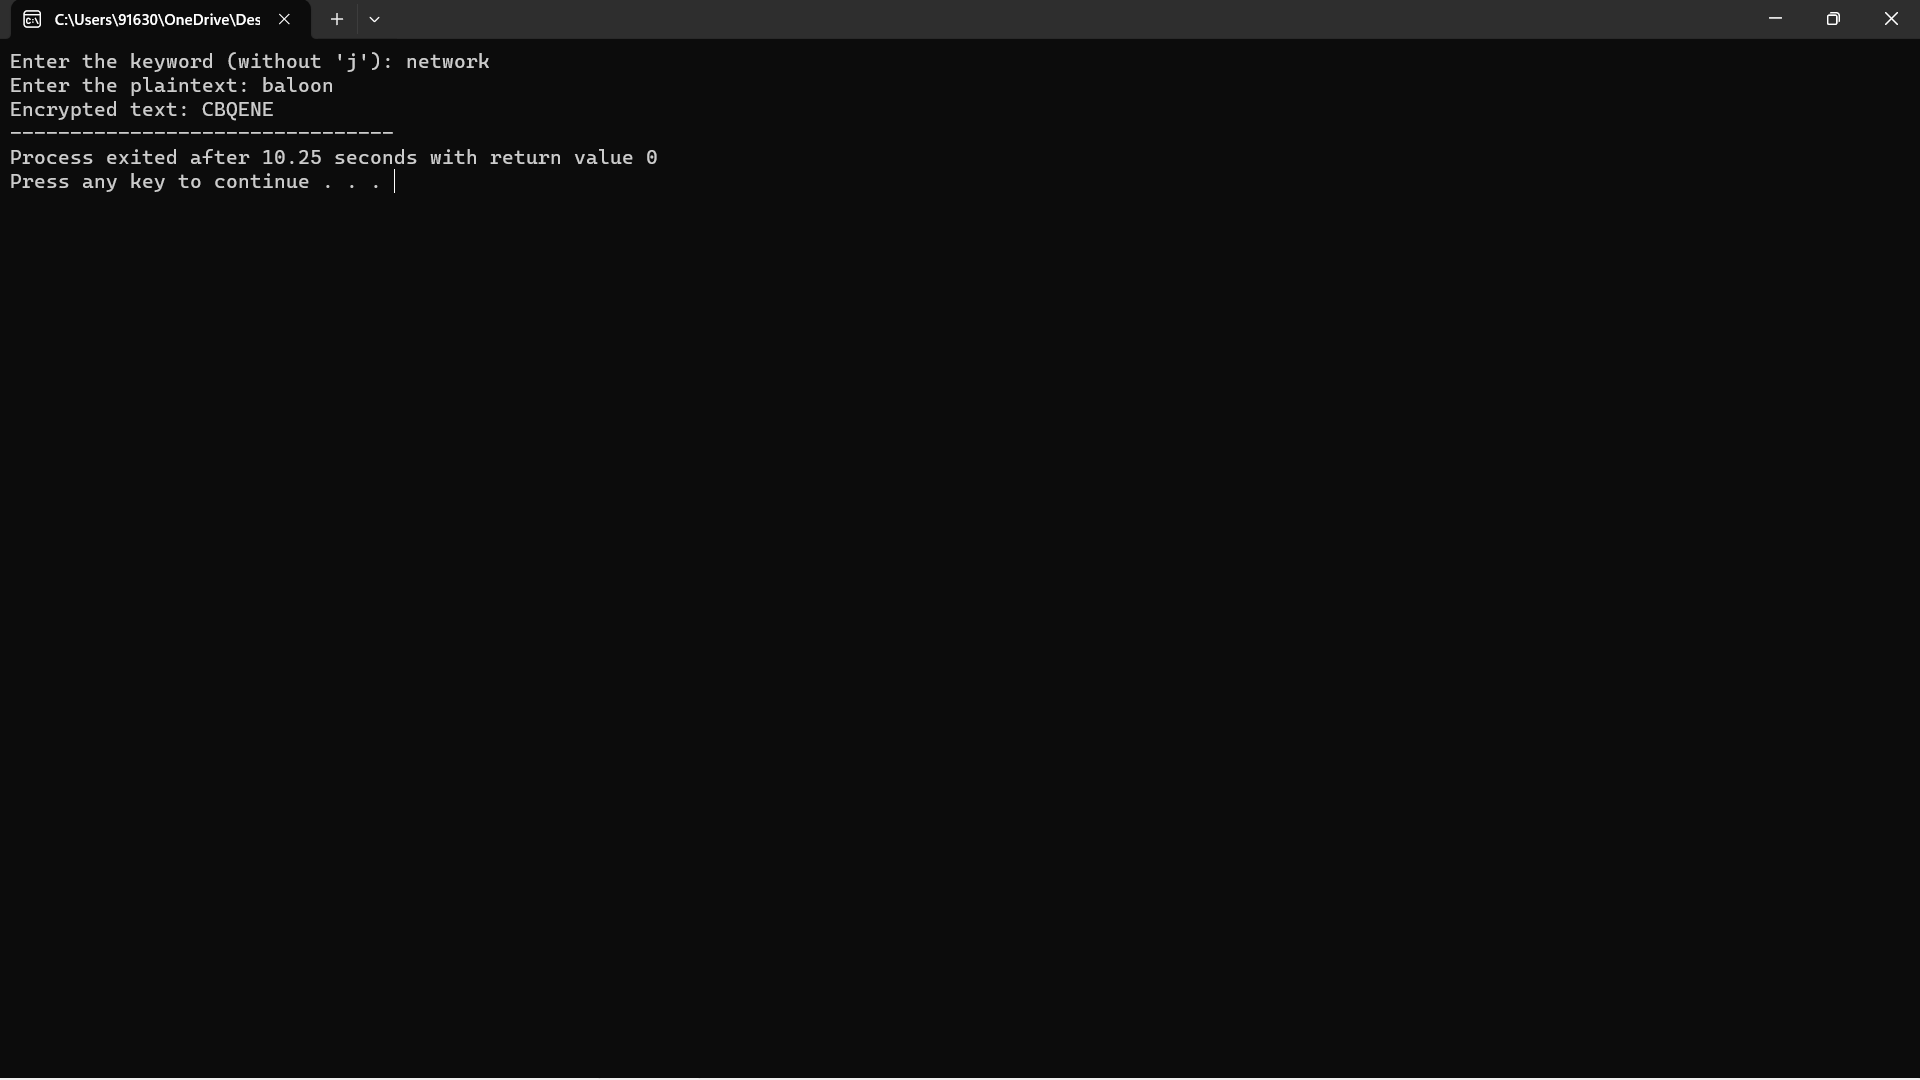 C:\Users\91630\OneDrive\Des
Enter the keyword (without 'j'): network
Enter the plaintext: baloon
Encrypted text: CBQENE
--------------------------------
Process exited after 10.25 seconds with return value 0
Press any key to continue . . .